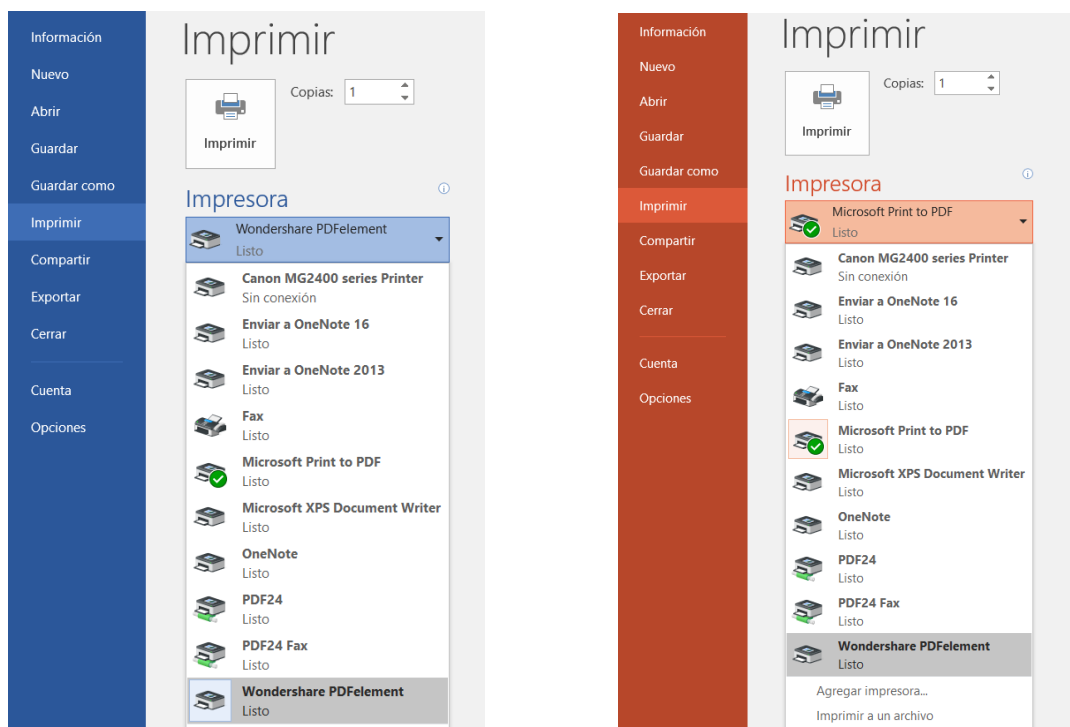 Información
Nuevo
Abrir
Guardar
Guardar como
Imprimir
Compartir
Exportar
Cerrar
Cuenta
Opciones
Imprimir
Copias: 1
Imprimir
Impresora
Wondershare PDFelement
Listo
Canon MG2400 series Printer
Sin conexión
Enviar a OneNote 16
Listo
Enviar a OneNote 2013
Listo
Fax
Listo
Microsoft Print to PDF
Listo
Microsoft XPS Document Writer
Listo
OneNote
Listo
PDF24
Listo
PDF24 Fax
Listo
Wondershare PDFelement
Listo
Información
Nuevo
Abrir
Guardar
Guardar como
Imprimir
Compartir
Exportar
Cerrar
Cuenta
Opciones
Imprimir
Copias: 1
Imprimir
Impresora
Microsoft Print to PDF
Listo
Canon MG2400 series Printer
Sin conexión
Enviar a OneNote 16
Listo
Enviar a OneNote 2013
Listo
Fax
Listo
Microsoft Print to PDF
Listo
Microsoft XPS Document Writer
Listo
OneNote
Listo
PDF24
Listo
PDF24 Fax
Listo
Wondershare PDFelement
Listo
Agregar impresora...
Imprimir a un archivo